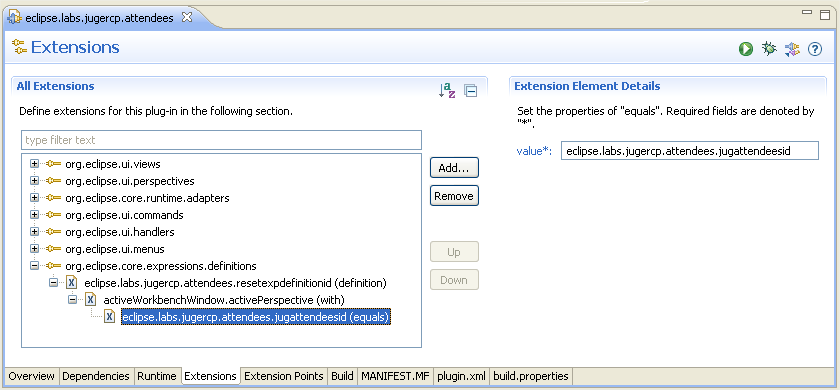 eclipse.labs.jugercp.attendees
Extensions
All Extensions
Define extensions for this plug-in in the following section.
type filter text
org.eclipse.ui.views
org.eclipse.ui.perspectives
org.eclipse.core.runtime.adapters
org.eclipse.ui.commands
org.eclipse.ui.handlers
org.eclipse.ui.menus
org.eclipse.core.expressions.definitions
eclipse.labs.jugercp.attendees.resetexpdefinitionid (definition)
activeWorkbenchWindow.activePerspective (with)
eclipse.labs.jugercp.attendees.jugattendeesid (equals)
Add...
Remove
Up
Down
Extension Element Details
Set the properties of "equals". Required fields are denoted by
"*".
value*: eclipse.labs.jugercp.attendees.jugattendeesid
Overview Dependencies Runtime Extensions Extension Points Build MANIFEST.MF plugin.xml build.properties